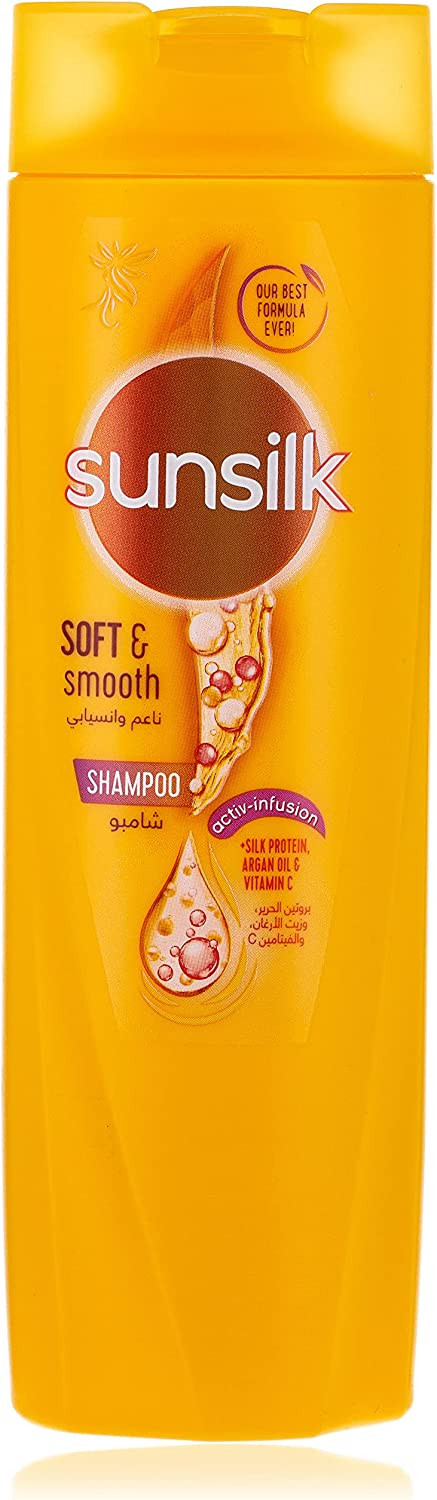 OUR BEST
FORMULA
EVER!
sunsilk
SOFT &
smooth
ناعم وانسيابي
SHAMPOO
شامبو
activ-infusion
+SILK PROTEIN,
ARGAN OIL &
VITAMIN C
بروتين الحرير،
وزيت الأرغان،
والفيتامين C